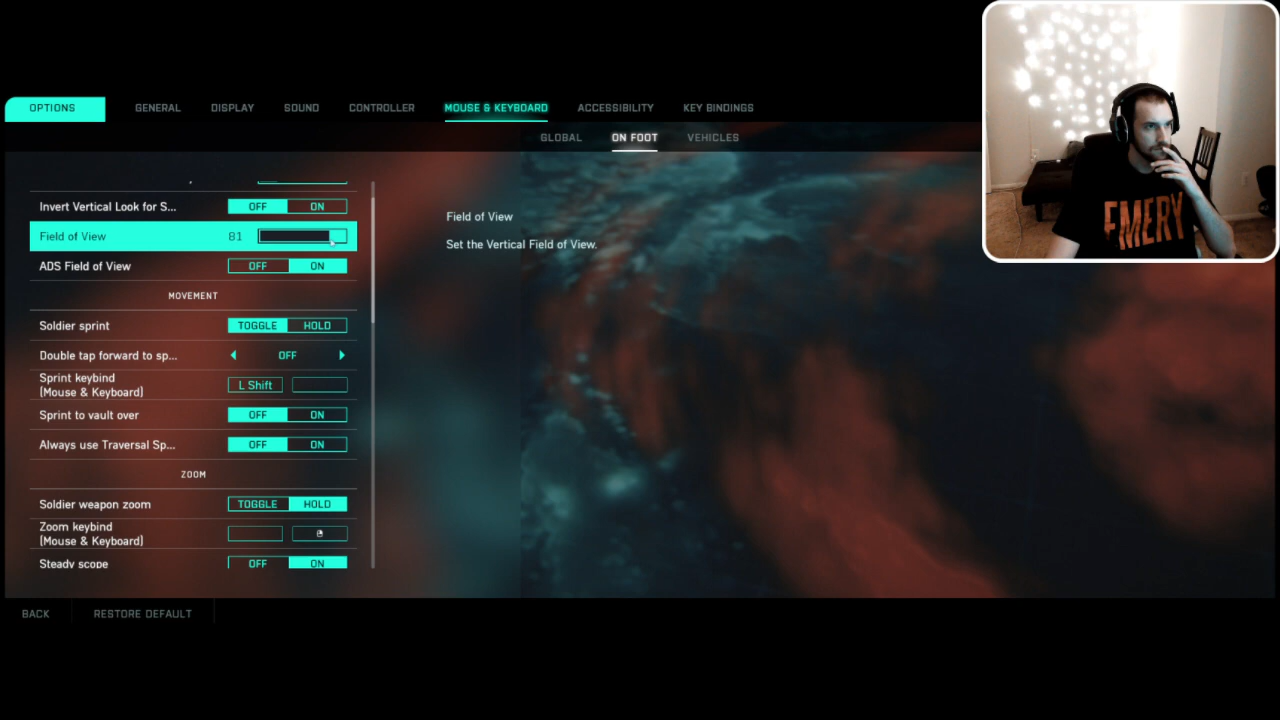 OPTIONS GENERAL DISPLAY SOUND CONTROLLER MOUSE & KEYBOARD ACCESSIBILITY KEY BINDINGS
GLOBAL ON FOOT VEHICLES
Invert Vertical Look for S... OFF ON
Field of View 81
ADS Field of View OFF ON
MOVEMENT
Soldier sprint TOGGLE HOLD
Double tap forward to sp... OFF
Sprint keybind
(Mouse & Keyboard) L Shift
Sprint to vault over OFF ON
Always use Traversal Sp... OFF ON
ZOOM
Soldier weapon zoom TOGGLE HOLD
Zoom keybind
(Mouse & Keyboard)
Steady scope OFF ON
Field of View
Set the Vertical Field of View.
BACK RESTORE DEFAULT
EMERY